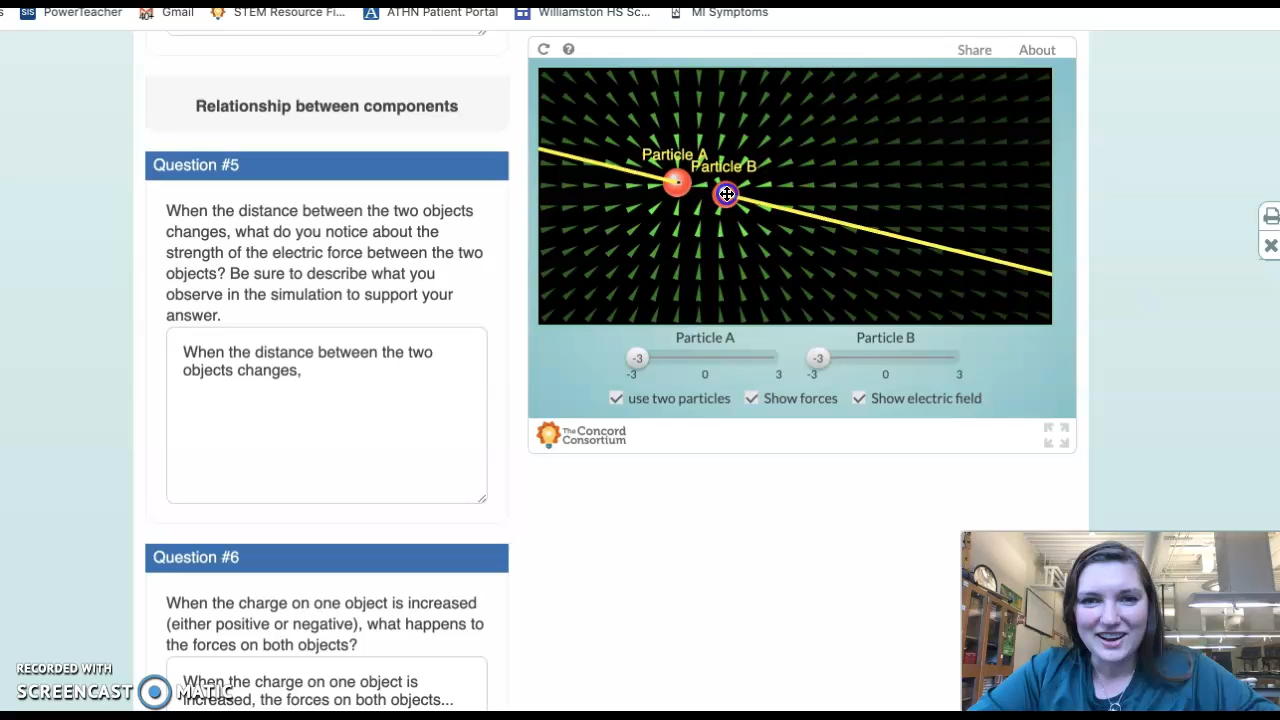 s SIS PowerTeacher 40+ Gmail STEM Resource Fi... A ATHN Patient Portal Williamston HS Sc... MI Symptoms
Relationship between components
Question #5
When the distance between the two objects
changes, what do you notice about the
strength of the electric force between the two
objects? Be sure to describe what you
observe in the simulation to support your
answer.
When the distance between the two
objects changes,
Question #6
When the charge on one object is increased
(either positive or negative), what happens to
the forces on both objects?
When the charge on one object is
increased, the forces on both objects...
Share About
Particle A
Particle B
Particle A Particle B
-3 -3
-3 0 3 -3 0 3
use two particles Show forces Show electric field
The Concord
Consortium
RECORDED WITH
SCREENCAST MATIC